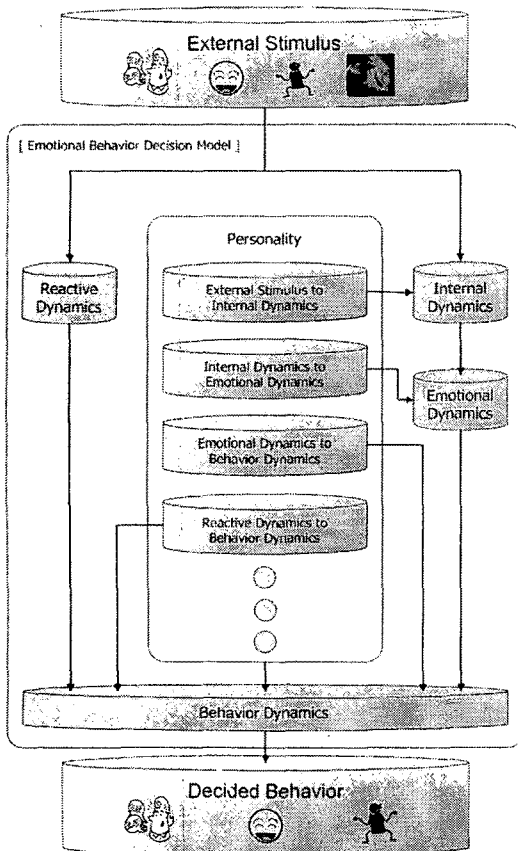 External Stimulus
[ Emotional Behavior Decision Model ]
Personality
Reactive
Dynamics
External Stimulus to
Internal Dynamics
Internal
Dynamics
Internal Dynamics to
Emotional Dynamics
Emotional
Dynamics
Emotional Dynamics to
Behavior Dynamics
Reactive Dynamics to
Behavior Dynamics
Behavior Dynamics
Decided Behavior